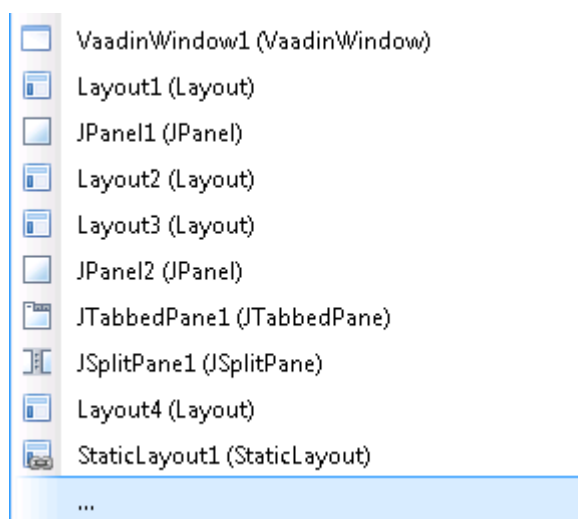 VaadinWindow1 (VaadinWindow)
Layout1 (Layout)
JPanel1 (JPanel)
Layout2 (Layout)
Layout3 (Layout)
JPanel2 (JPanel)
JTabbedPane1 (JTabbedPane)
JSplitPane1 (JSplitPane)
Layout4 (Layout)
StaticLayout1 (StaticLayout)
...